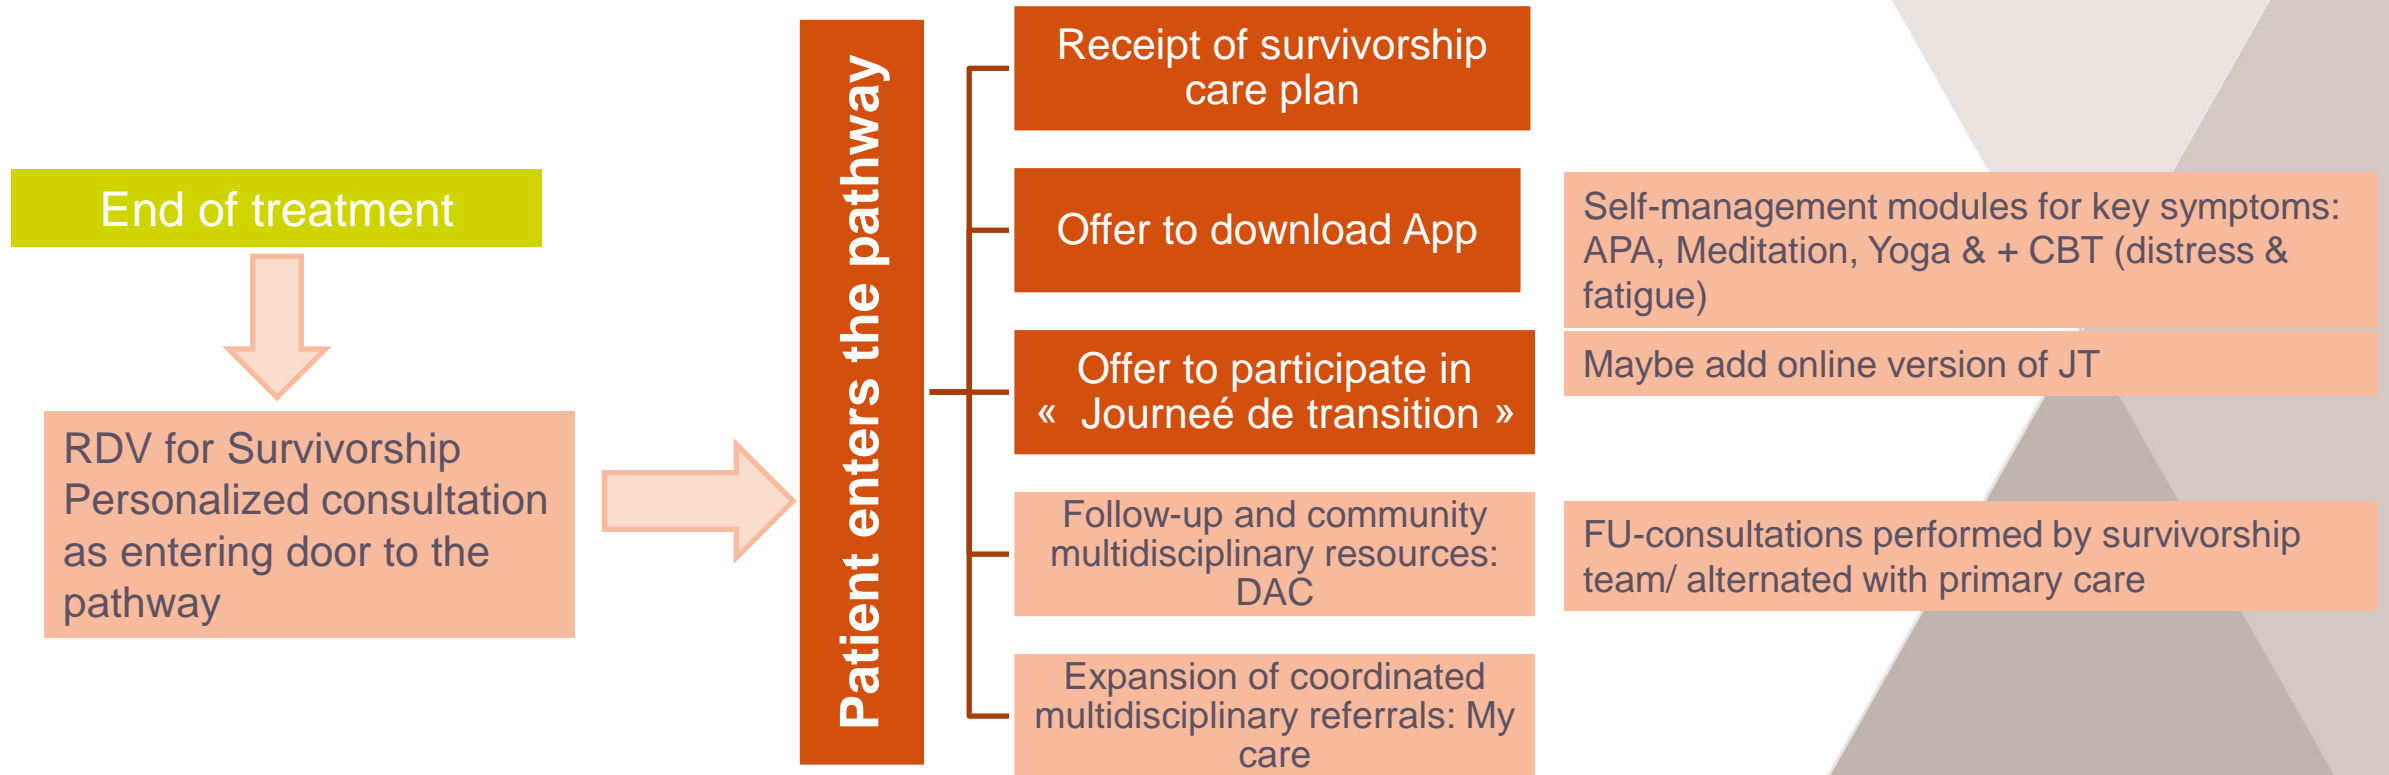 End of treatment
RDV for Survivorship
Personalized consultation
as entering door to the
pathway
Patient enters the pathway
Receipt of survivorship
care plan
Offer to download App
Offer to participate in
« Journeé de transition »
Follow-up and community
multidisciplinary resources:
DAC
Expansion of coordinated
multidisciplinary referrals: My
care
Self-management modules for key symptoms:
APA, Meditation, Yoga & + CBT (distress &
fatigue)
Maybe add online version of JT
FU-consultations performed by survivorship
team/ alternated with primary care